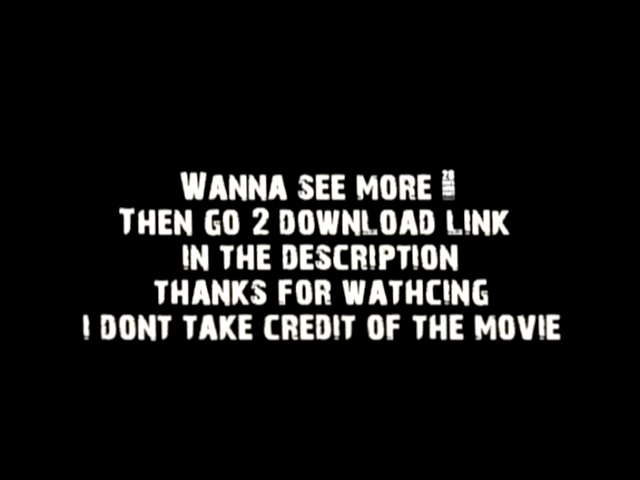 WANNA SEE MORE
THEN GO 2 DOWNLOAD LINK
IN THE DESCRIPTION
THANKS FOR WATHCING
I DONT TAKE CREDIT OF THE MOVIE